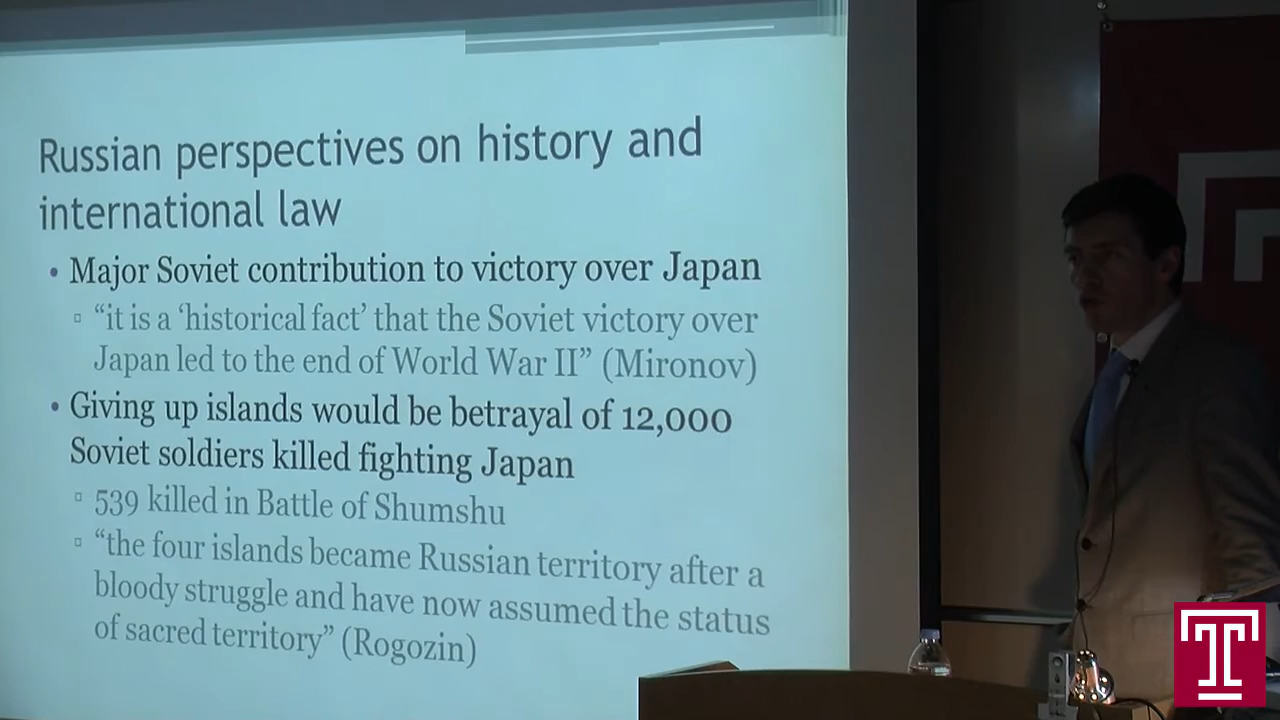 Russian perspectives on history and
international law
• Major Soviet contribution to victory over Japan
▫ “it is a ‘historical fact’ that the Soviet victory over
Japan led to the end of World War II” (Mironov)
• Giving up islands would be betrayal of 12,000
Soviet soldiers killed fighting Japan
▫ 539 killed in Battle of Shumshu
▫ “the four islands became Russian territory after a
bloody struggle and have now assumed the status
of sacred territory” (Rogozin)
T